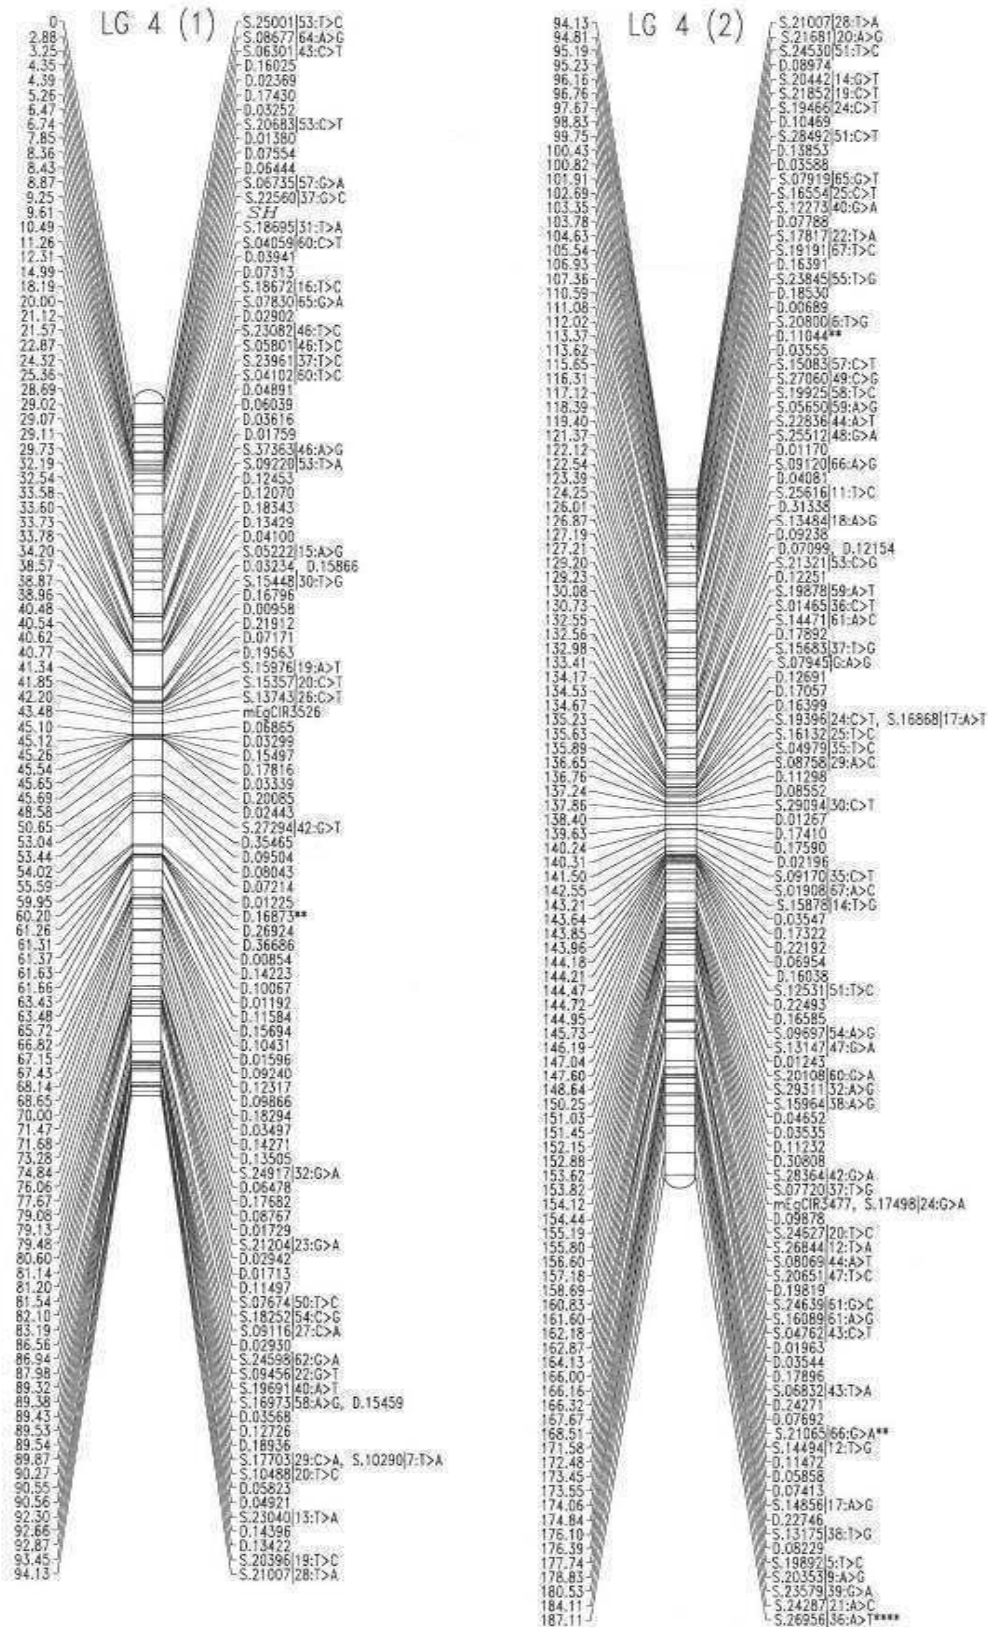 LG 4 (1)
0 S.25001|53:T>C
2.88 S.08677|64:A>G
3.25 S.06301|43:C>T
4.35 D.16025
4.39 D.02369
5.26 D.17430
6.47 D.03252
6.74 S.20683|53:C>T
7.85 D.01380
8.36 D.07554
8.43 D.06444
8.87 S.06735|57:G>A
9.25 S.22560|37:G>C
9.61 SH
10.49 S.18695|31:T>A
11.26 S.04059|60:C>T
12.31 D.03941
14.99 D.07313
18.19 S.18672|16:T>C
20.00 S.07830|65:G>A
21.12 D.02902
21.57 S.23082|46:T>C
22.87 S.05801|46:T>C
24.32 S.23961|37:T>C
25.36 S.04102|60:T>C
28.69 D.04891
29.02 D.06039
29.07 D.03616
29.11 D.01759
29.73 S.37363|46:A>G
32.19 S.09220|53:T>A
32.54 D.12453
33.58 D.12070
33.60 D.18343
33.73 D.13429
33.78 D.04100
34.20 S.05222|15:A>G
38.57 D.03234, D.15866
38.87 S.15448|30:T>G
38.96 D.16796
40.48 D.00958
40.54 D.21912
40.62 D.07171
40.77 D.19563
41.34 S.15976|19:A>T
41.85 S.15357|20:C>T
42.20 S.13743|26:C>T
43.48 mEgCIR3526
45.10 D.06865
45.12 D.03299
45.26 D.15497
45.54 D.17816
45.65 D.03339
45.69 D.20085
48.58 D.02443
50.65 S.27294|42:G>T
53.04 D.35465
53.44 D.09504
54.02 D.08043
55.59 D.07214
59.95 D.01225
60.20 D.16873**
61.26 D.26924
61.31 D.36686
61.37 D.00854
61.63 D.14223
61.66 D.10067
63.43 D.01192
63.48 D.11584
65.72 D.15694
66.82 D.10431
67.15 D.01596
67.43 D.09240
68.14 D.12317
68.65 D.09866
70.00 D.18294
71.47 D.03497
71.68 D.14271
73.28 D.13505
74.84 S.24917|32:G>A
76.06 D.06478
77.67 D.17682
79.08 D.08767
79.13 D.01729
79.48 S.21204|23:G>A
80.60 D.02942
81.14 D.01713
81.20 D.11497
81.54 S.07674|50:T>C
82.10 S.18252|54:C>G
83.19 S.09116|27:C>A
86.56 D.02930
86.94 S.24598|62:G>A
87.98 S.09456|22:G>T
89.32 S.19691|40:A>T
89.38 S.16973|58:A>G, D.15459
89.43 D.03568
89.53 D.12726
89.54 D.18936
89.87 S.17703|29:C>A, S.10290|7:T>A
90.27 S.10488|20:T>C
90.55 D.05823
90.56 D.04921
92.30 S.23040|13:T>A
92.66 D.14396
92.87 D.13422
93.45 S.20396|19:T>C
94.13 S.21007|28:T>A
LG 4 (2)
94.13 S.21007|28:T>A
94.81 S.21681|20:A>G
95.19 S.24530|51:T>C
95.23 D.08974
96.16 S.20442|14:G>T
96.76 S.21852|19:C>T
97.67 S.19466|24:C>T
98.83 D.10469
99.75 S.28492|51:C>T
100.43 D.13853
100.82 D.03588
101.91 S.07919|65:G>T
102.69 S.16554|25:C>T
103.35 S.12273|40:G>A
103.78 D.07788
104.63 S.17817|22:T>A
105.54 S.19191|67:T>C
106.93 D.16391
107.36 S.23845|55:T>G
110.59 D.18530
111.08 D.00689
112.02 S.20800|6:T>G
113.37 D.11044**
113.62 D.03555
115.65 S.15083|57:C>T
116.31 S.27060|49:C>G
117.12 S.19925|58:T>C
118.39 S.05650|59:A>G
119.40 S.22836|44:A>T
121.37 S.25512|48:G>A
122.12 D.01170
122.54 S.09120|66:A>G
123.39 D.04081
124.25 S.25616|11:T>C
126.01 D.31338
126.87 S.13484|18:A>G
127.19 D.09238
127.21 D.07099, D.12154
129.20 S.21321|53:C>G
129.23 D.12251
130.08 S.19878|59:A>T
130.73 S.01465|36:C>T
132.55 S.14471|61:A>C
132.56 D.17892
132.98 S.15683|37:T>G
133.41 S.07945|G:A>G
134.17 D.12691
134.53 D.17057
134.67 D.16399
135.23 S.19396|24:C>T, S.16868|17:A>T
135.63 S.16132|25:T>C
135.89 S.04979|35:T>C
136.65 S.08758|29:A>C
136.76 D.11298
137.24 D.08552
137.86 S.29094|30:C>T
138.40 D.01267
139.63 D.17410
140.24 D.17590
140.31 D.02196
141.50 S.09170|35:C>T
142.55 S.01908|67:A>C
143.21 S.15878|14:T>G
143.64 D.03547
143.85 D.17322
143.96 D.22192
144.18 D.06954
144.21 D.16038
144.47 S.12531|51:T>C
144.72 D.22493
144.95 D.16585
145.73 S.09697|54:A>G
146.19 S.13147|47:G>A
147.04 D.01243
147.60 S.20108|60:G>A
148.64 S.29311|32:A>G
150.25 S.15964|38:A>G
151.03 D.04652
151.45 D.03535
152.15 D.11232
152.88 D.30808
153.62 S.28364|42:G>A
153.82 S.07720|37:T>G
154.12 mEgCIR3477, S.17498|24:G>A
154.44 D.09878
155.19 S.24627|20:T>C
155.80 S.26844|12:T>A
156.60 S.08069|44:A>T
157.18 S.20651|47:T>C
158.69 D.19819
160.83 S.24639|61:G>C
161.60 S.16089|61:A>G
162.18 S.04762|43:C>T
162.87 D.01963
164.13 D.03544
166.00 D.17896
166.16 S.06832|43:T>A
166.32 D.24271
167.67 D.07692
168.51 S.21065|66:G>A**
171.58 S.14494|12:T>G
172.48 D.11472
173.45 D.05858
173.55 D.07413
174.06 S.14856|17:A>G
174.84 D.22746
176.10 S.13175|38:T>G
176.39 D.08229
177.74 S.19892|5:T>C
178.83 S.20353|9:A>G
180.53 S.23579|39:G>A
184.11 S.24287|21:A>C
187.11 S.26956|36:A>T****